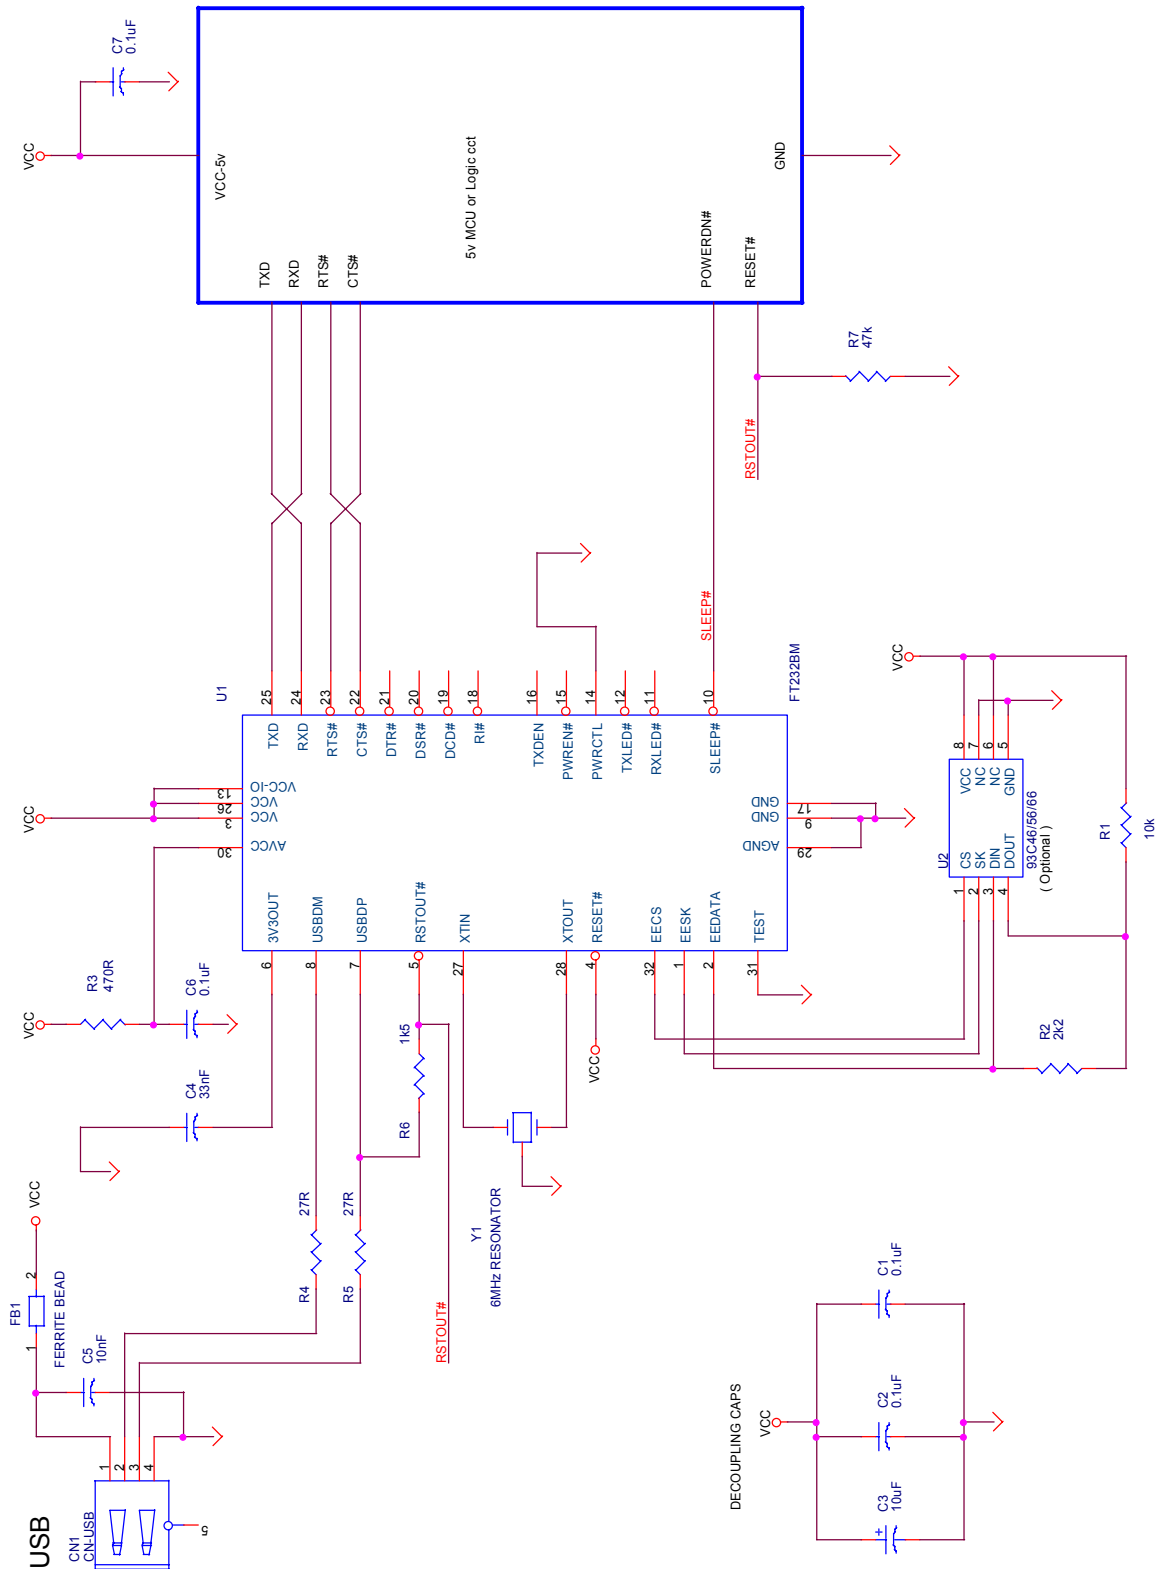 USB
CN1
CN-USB
1
2
3
4
5
FB1
1
2
FERRITE BEAD
VCC
C5
10nF
C4
33nF
VCC
R3
470R
C6
0.1uF
R4
27R
R5
27R
R6
1k5
RSTOUT#
Y1
6MHz RESONATOR
VCC
VCC
U1
FT232BM
6
3V3OUT
8
USBDM
7
USBDP
5
RSTOUT#
27
XTIN
28
XTOUT
4
RESET#
32
EECS
1
EESK
2
EEDATA
31
TEST
30
AVCC
3
VCC
26
VCC
13
VCC-IO
TXD
25
RXD
24
RTS#
23
CTS#
22
DTR#
21
DSR#
20
DCD#
19
RI#
18
TXDEN
16
PWREN#
15
PWRCTL
14
TXLED#
12
RXLED#
11
SLEEP#
10
AGND
29
GND
9
GND
17
SLEEP#
VCC
C7
0.1uF
VCC-5v
TXD
RXD
RTS#
CTS#
5v MCU or Logic cct
POWERDN#
RESET#
GND
R7
47k
RSTOUT#
VCC
U2
93C46/56/66
( Optional )
1
CS
2
SK
3
DIN
4
DOUT
VCC
8
NC
7
NC
6
GND
5
R1
10k
R2
2k2
DECOUPLING CAPS
VCC
C3
10uF
+
C2
0.1uF
C1
0.1uF